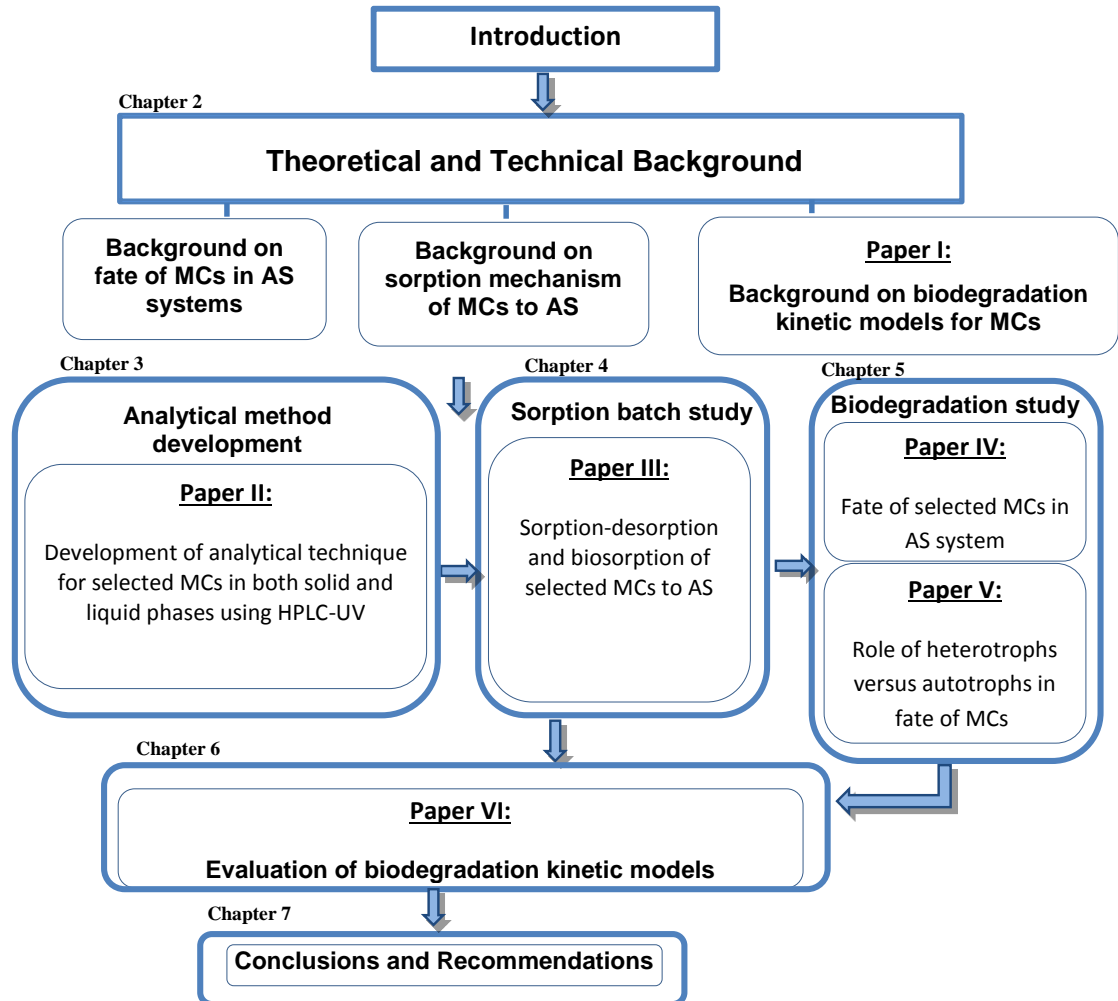 Introduction
Chapter 2
Theoretical and Technical Background
Background on
fate of MCs in AS
systems
Background on
sorption mechanism
of MCs to AS
Paper I:
Background on biodegradation
kinetic models for MCs
Chapter 3
Analytical method
development
Paper II:
Development of analytical technique
for selected MCs in both solid and
liquid phases using HPLC-UV
Chapter 4
Sorption batch study
Paper III:
Sorption-desorption
and biosorption of
selected MCs to AS
Chapter 5
Biodegradation study
Paper IV:
Fate of selected MCs in
AS system
Paper V:
Role of heterotrophs
versus autotrophs in
fate of MCs
Chapter 6
Paper VI:
Evaluation of biodegradation kinetic models
Chapter 7
Conclusions and Recommendations